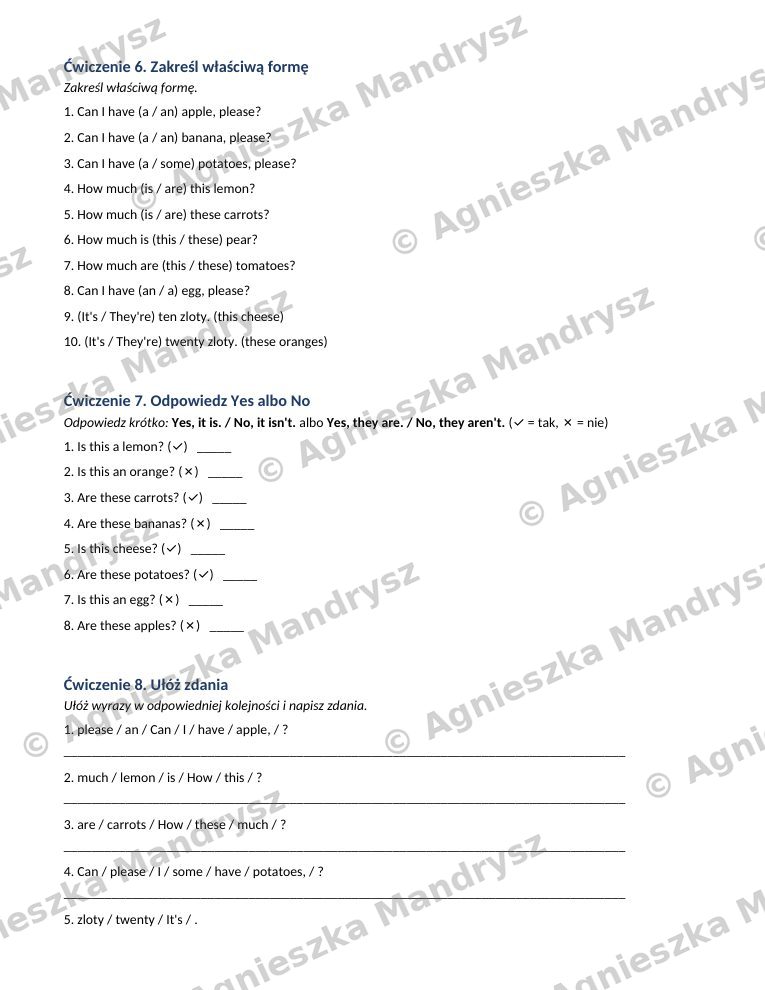 Ćwiczenie 6. Zakreśl właściwą formę
Zakreśl właściwą formę.
1. Can I have (a / an) apple, please?
2. Can I have (a / an) banana, please?
3. Can I have (a / some) potatoes, please?
4. How much (is / are) this lemon?
5. How much (is / are) these carrots?
6. How much is (this / these) pear?
7. How much are (this / these) tomatoes?
8. Can I have (an / a) egg, please?
9. (It's / They're) ten zloty. (this cheese)
10. (It's / They're) twenty zloty. (these oranges)
Ćwiczenie 7. Odpowiedz Yes albo No
Odpowiedz krótko: Yes, it is. / No, it isn't. albo Yes, they are. / No, they aren't. (✓ = tak, ✕ = nie)
1. Is this a lemon? (✓) _____
2. Is this an orange? (✕) _____
3. Are these carrots? (✓) _____
4. Are these bananas? (✕) _____
5. Is this cheese? (✓) _____
6. Are these potatoes? (✓) _____
7. Is this an egg? (✕) _____
8. Are these apples? (✕) _____
Ćwiczenie 8. Ułóż zdania
Ułóż wyrazy w odpowiedniej kolejności i napisz zdania.
1. please / an / Can / I / have / apple, / ?
2. much / lemon / is / How / this / ?
3. are / carrots / How / these / much / ?
4. Can / please / I / some / have / potatoes, / ?
5. zloty / twenty / It's / .
© Agnieszka Mandrysz